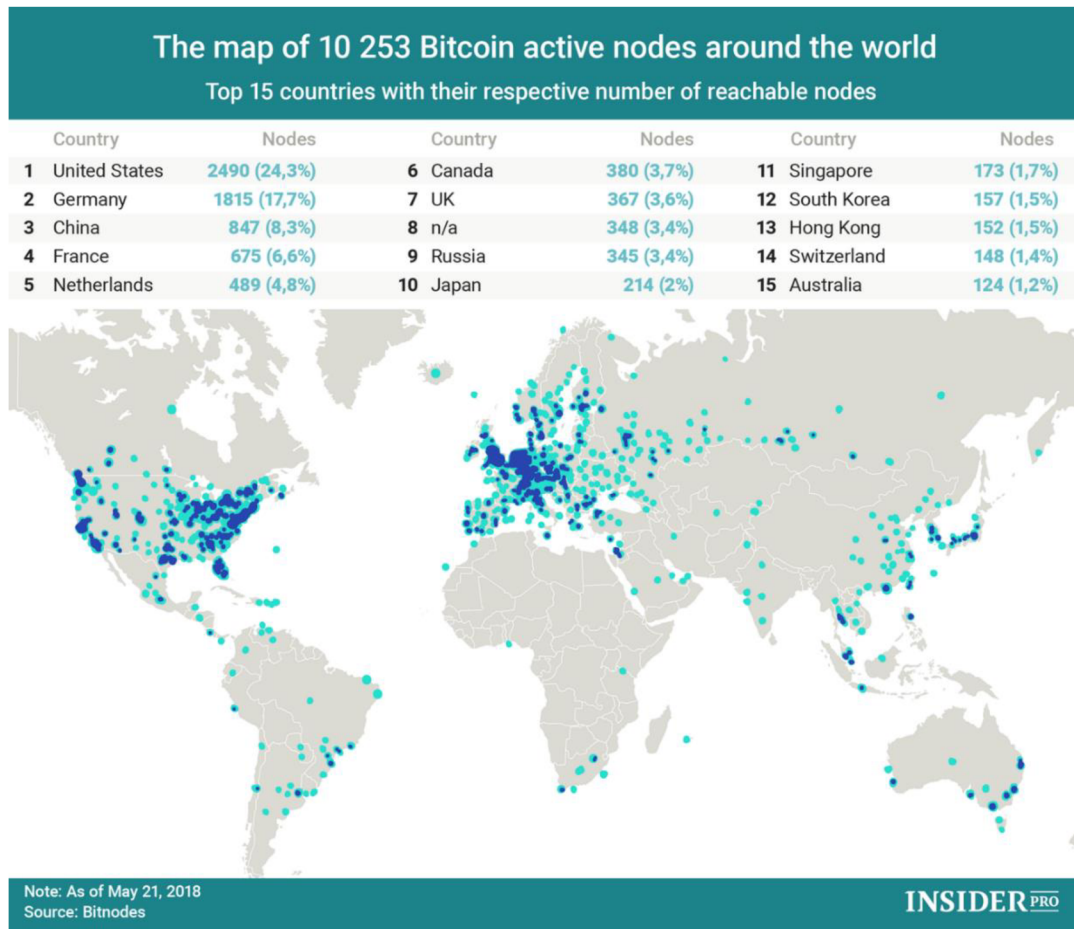 The map of 10 253 Bitcoin active nodes around the world
Top 15 countries with their respective number of reachable nodes
Country Nodes Country Nodes Country Nodes
1 United States 2490 (24,3%) 6 Canada 380 (3,7%) 11 Singapore 173 (1,7%)
2 Germany 1815 (17,7%) 7 UK 367 (3,6%) 12 South Korea 157 (1,5%)
3 China 847 (8,3%) 8 n/a 348 (3,4%) 13 Hong Kong 152 (1,5%)
4 France 675 (6,6%) 9 Russia 345 (3,4%) 14 Switzerland 148 (1,4%)
5 Netherlands 489 (4,8%) 10 Japan 214 (2%) 15 Australia 124 (1,2%)
Note: As of May 21, 2018
Source: Bitnodes
INSIDER PRO